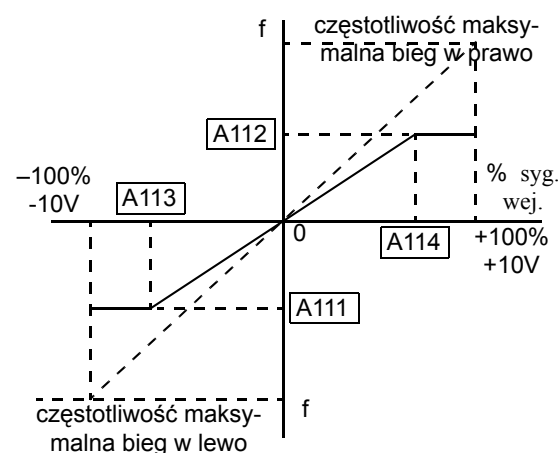 f
częstotliwość maksy-
malna bieg w prawo
A112
–100%
-10V
A113
% syg.
wej.
0
A114
+100%
+10V
A111
częstotliwość maksy-
malna bieg w lewo
f